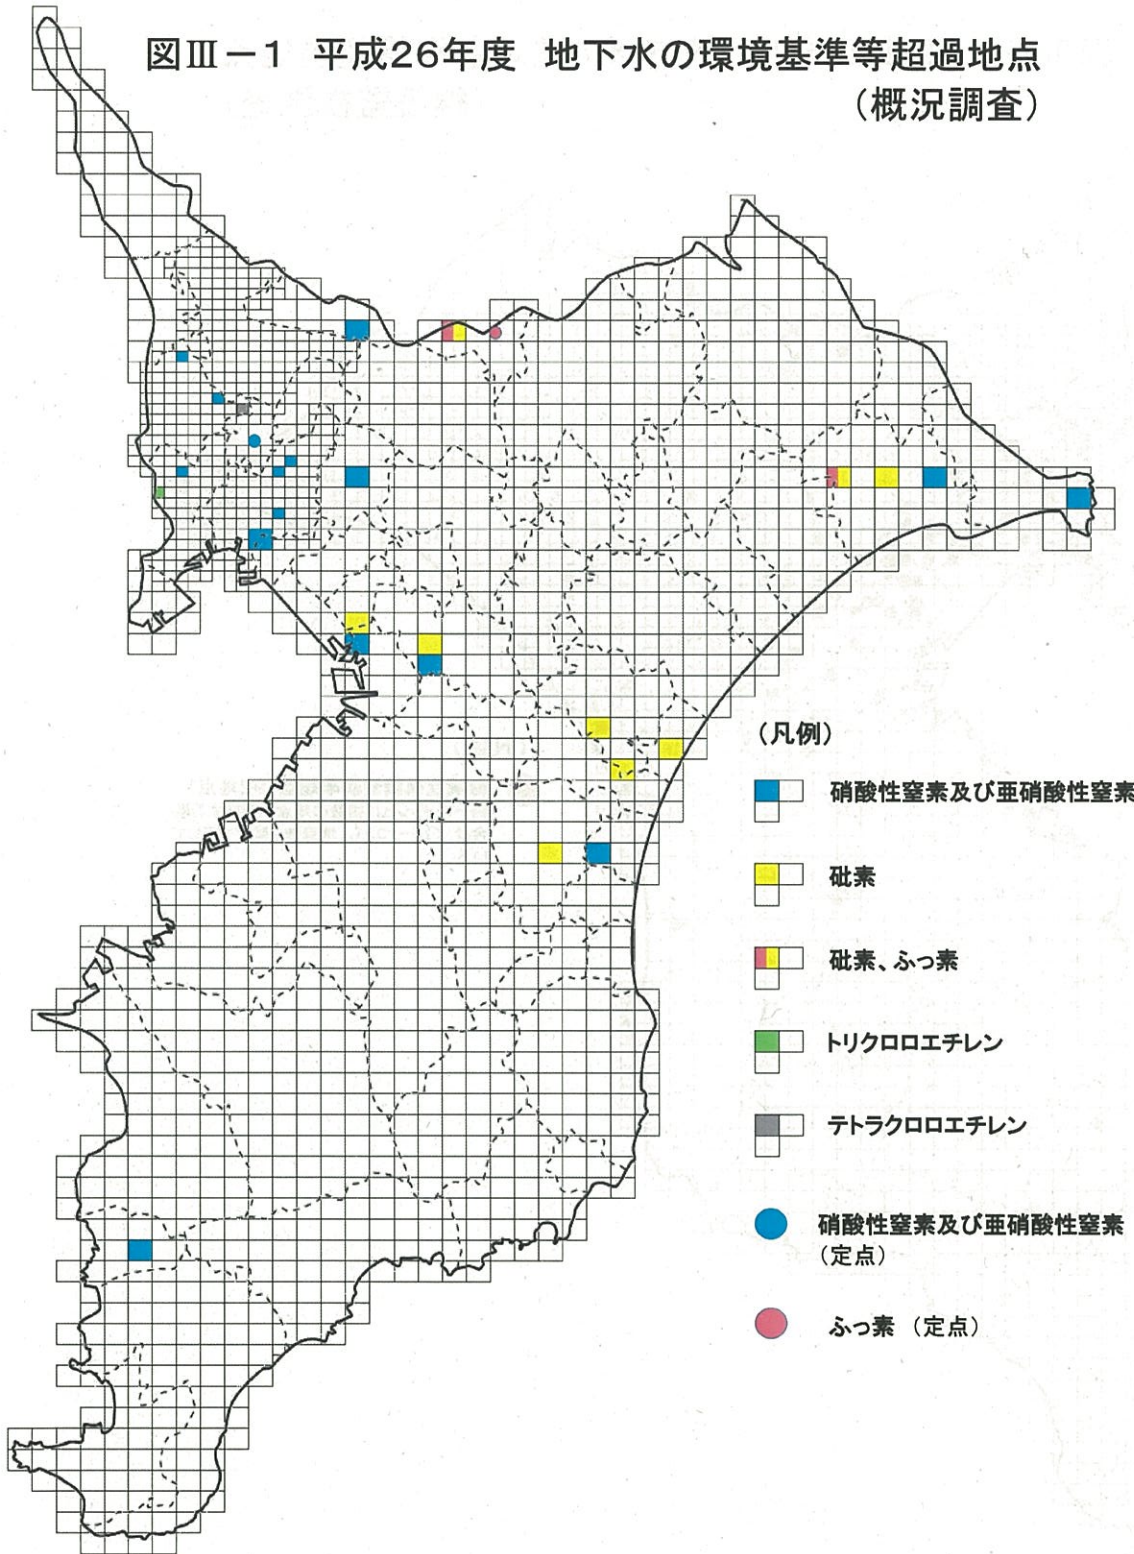 図Ⅲ－1 平成26年度 地下水の環境基準等超過地点
（概況調査）
（凡例）
硝酸性窒素及び亜硝酸性窒素
砒素
砒素、ふっ素
トリクロロエチレン
テトラクロロエチレン
硝酸性窒素及び亜硝酸性窒素
（定点）
ふっ素（定点）